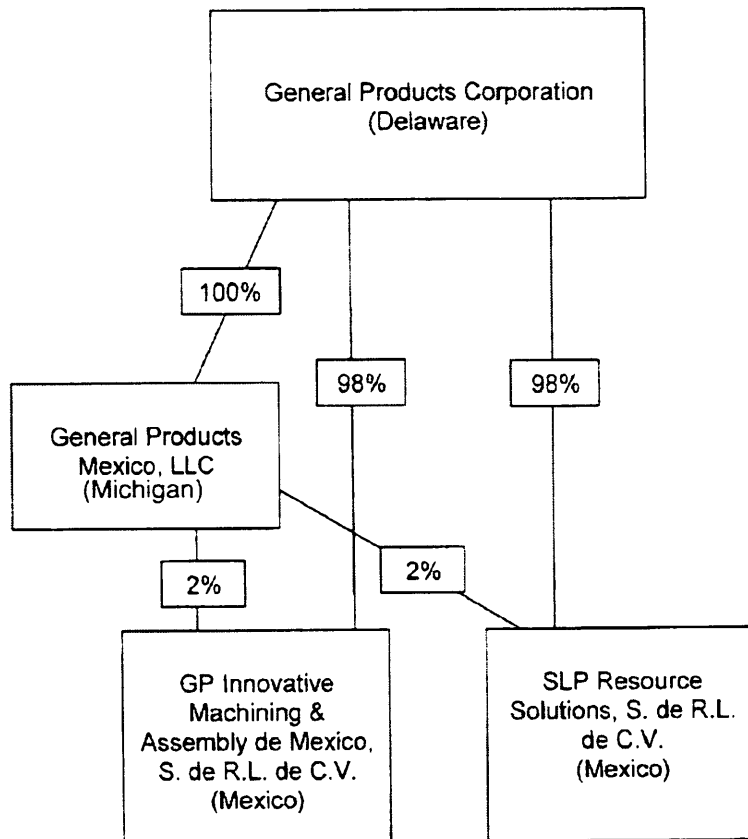 General Products Corporation
(Delaware)
100%
98%
98%
General Products
Mexico, LLC
(Michigan)
2%
2%
GP Innovative
Machining &
Assembly de Mexico,
S. de R.L. de C.V.
(Mexico)
SLP Resource
Solutions, S. de R.L.
de C.V.
(Mexico)